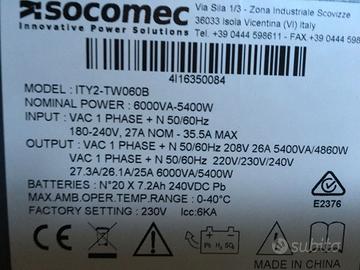 socomec
Innovative Power Solutions
Via Sila 1/3 - Zona Industriale Scovizze
36033 Isola Vicentina (VI) Italy
Tel. +39 0444 598611 - FAX +39 0444
4I16350084
MODEL : ITY2-TW060B
NOMINAL POWER : 6000VA-5400W
INPUT : VAC 1 PHASE + N 50/60Hz
180-240V, 27A NOM - 35.5A MAX
OUTPUT : VAC 1 PHASE + N 50/60Hz 208V 26A 5400VA/4860W
VAC 1 PHASE + N 50/60Hz 220V/230V/240V
27.3A/26.1A/25A 6000VA/5400W
BATTERIES : N°20 X 7.2Ah 240VDC Pb
MAX.AMB.OPER.TEMP.RANGE : 0-40°C
FACTORY SETTING : 230V Icc:6KA
E2376
Pb H2 SO4
subito
MADE IN CHINA